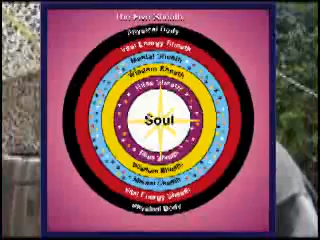 The Five Sheaths
Physical Body
Vital Energy Sheath
Mental Sheath
Wisdom Sheath
Bliss Sheath
Soul
Bliss Sheath
Wisdom Sheath
Mental Sheath
Vital Energy Sheath
Physical Body